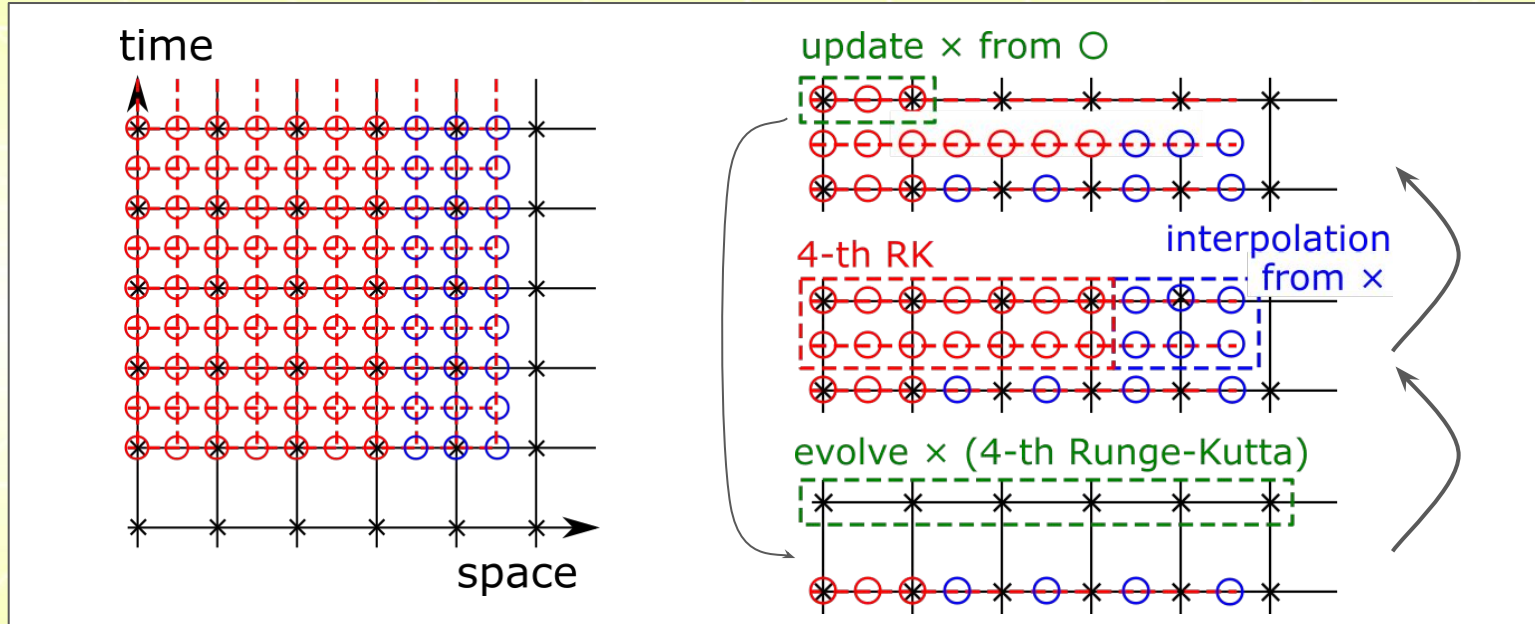 time
space
update × from ○
4-th RK
interpolation
from ×
evolve × (4-th Runge-Kutta)